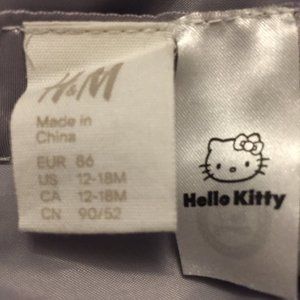 H&M
Made in
China
EUR 86
US 12-18M
CA 12-18M
CN 90/52
Hello Kitty